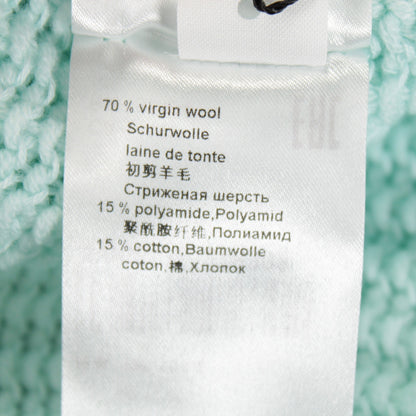 70 % virgin wool
Schurwolle
laine de tonte
初剪羊毛
Стриженая шерсть
15 % polyamide,Polyamid
聚酰胺纤维,Полиамид
15 % cotton,Baumwolle
coton,棉,Хлопок